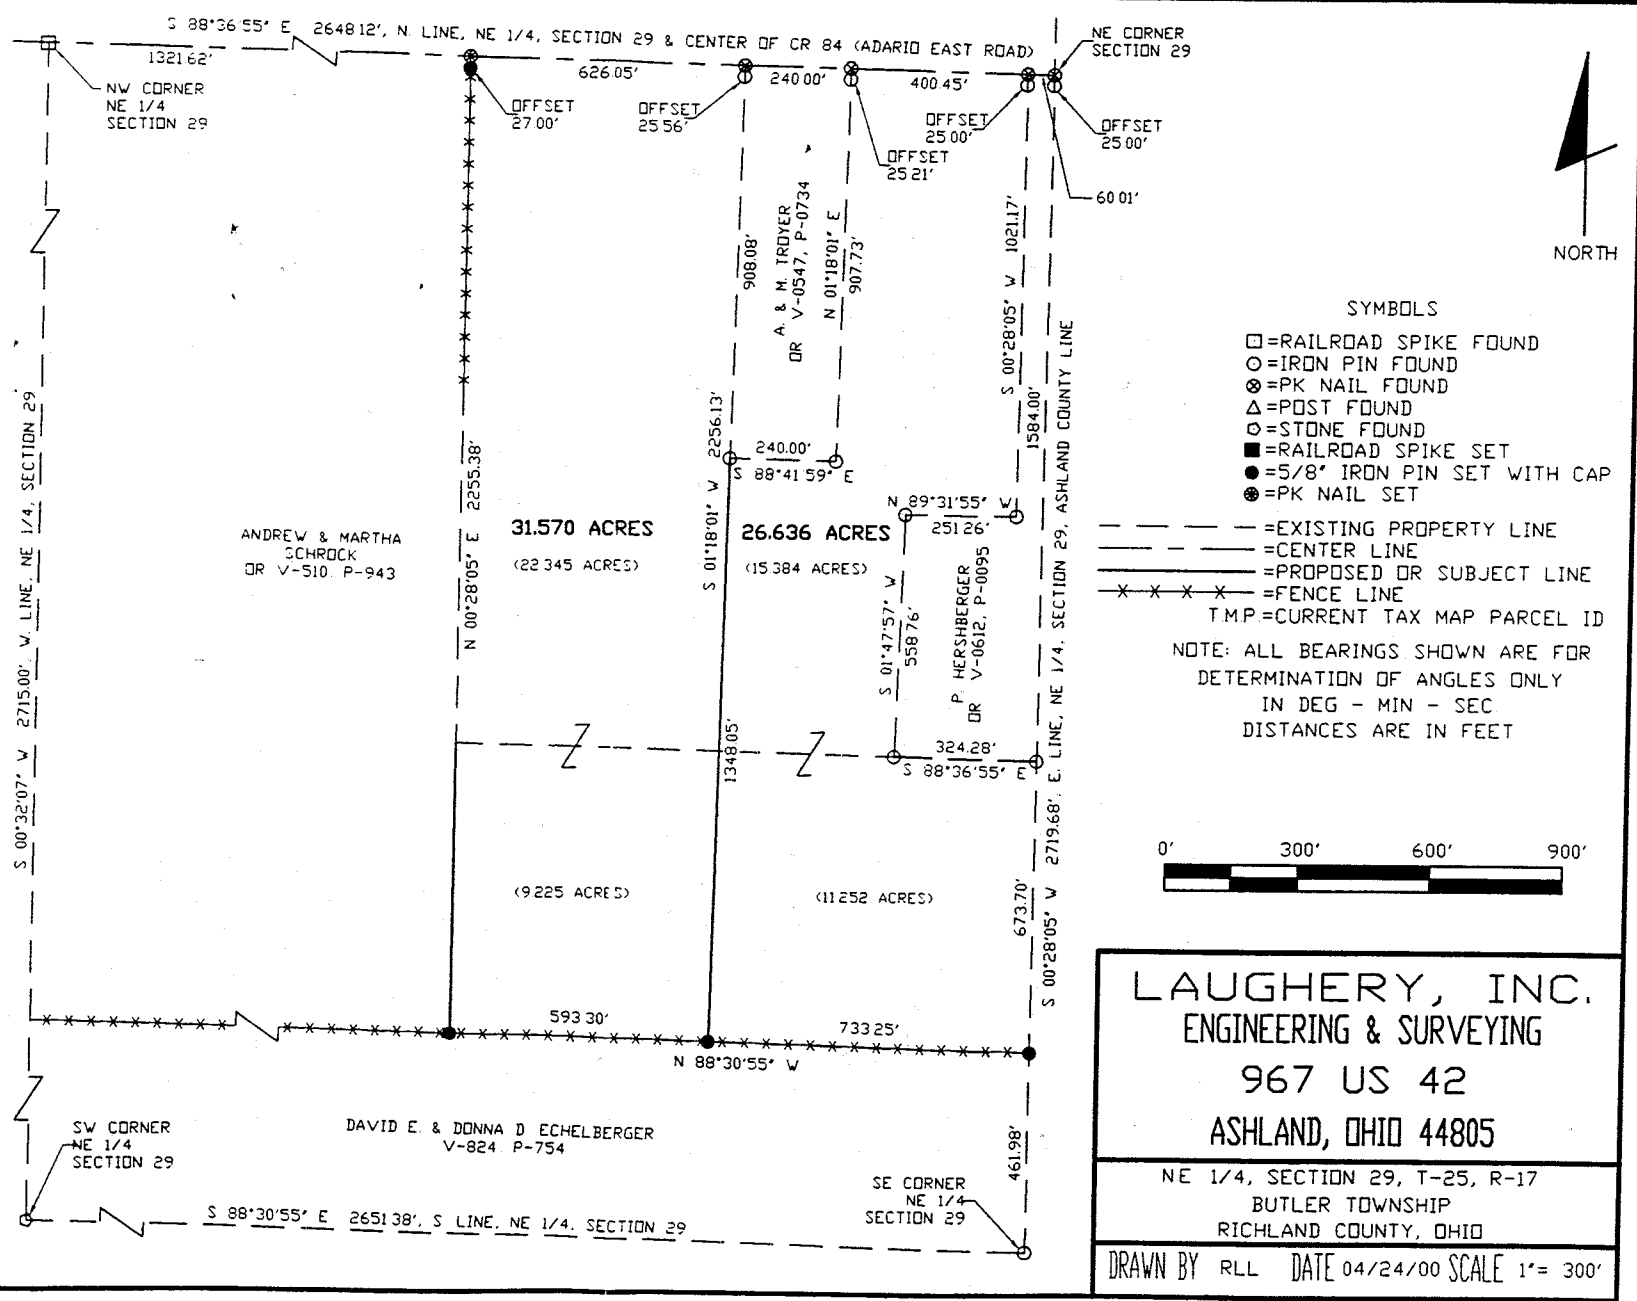 S 88°36'55" E 2648.12', N. LINE, NE 1/4, SECTION 29 & CENTER OF CR 84 (ADARIO EAST ROAD)
1321.62'
626.05'
240.00'
400.45'
NE CORNER
SECTION 29
NW CORNER
NE 1/4
SECTION 29
OFFSET
27.00'
OFFSET
25.56'
OFFSET
25.21'
OFFSET
25.00'
OFFSET
25.00'
60.01'
NORTH
S 00°32'07" W 2715.00' W. LINE, NE 1/4, SECTION 29
N 00°28'05" E 2255.38'
908.08'
A. & M. TROYER
OR V-0547, P-0734
N 01°18'01" E
907.73'
S 00°28'05" W 1021.17'
1584.00'
S 01°18'01" W 2256.13'
240.00'
S 88°41'59" E
N 89°31'55" W
251.26'
S 01°47'57" W
558.76'
P. HERSHBERGER
OR V-0612, P-0095
324.28'
S 88°36'55" E
S 00°28'05" W 2719.68', E. LINE, NE 1/4, SECTION 29, ASHLAND COUNTY LINE
ANDREW & MARTHA
SCHROCK
OR V-510 P-943
31.570 ACRES
(22.345 ACRES)
26.636 ACRES
(15.384 ACRES)
1348.05'
(9.225 ACRES)
(11.252 ACRES)
673.70'
593.30'
733.25'
N 88°30'55" W
DAVID E. & DONNA D ECHELBERGER
V-824 P-754
461.98'
SW CORNER
NE 1/4
SECTION 29
SE CORNER
NE 1/4
SECTION 29
S 88°30'55" E 2651.38', S LINE, NE 1/4, SECTION 29
SYMBOLS
=RAILROAD SPIKE FOUND
=IRON PIN FOUND
=PK NAIL FOUND
=POST FOUND
=STONE FOUND
=RAILROAD SPIKE SET
=5/8" IRON PIN SET WITH CAP
=PK NAIL SET
=EXISTING PROPERTY LINE
=CENTER LINE
=PROPOSED OR SUBJECT LINE
=FENCE LINE
T.M.P.=CURRENT TAX MAP PARCEL ID
NOTE: ALL BEARINGS SHOWN ARE FOR
DETERMINATION OF ANGLES ONLY
IN DEG - MIN - SEC
DISTANCES ARE IN FEET
0' 300' 600' 900'
LAUGHERY, INC.
ENGINEERING & SURVEYING
967 US 42
ASHLAND, OHIO 44805
NE 1/4, SECTION 29, T-25, R-17
BUTLER TOWNSHIP
RICHLAND COUNTY, OHIO
DRAWN BY RLL DATE 04/24/00 SCALE 1"= 300'